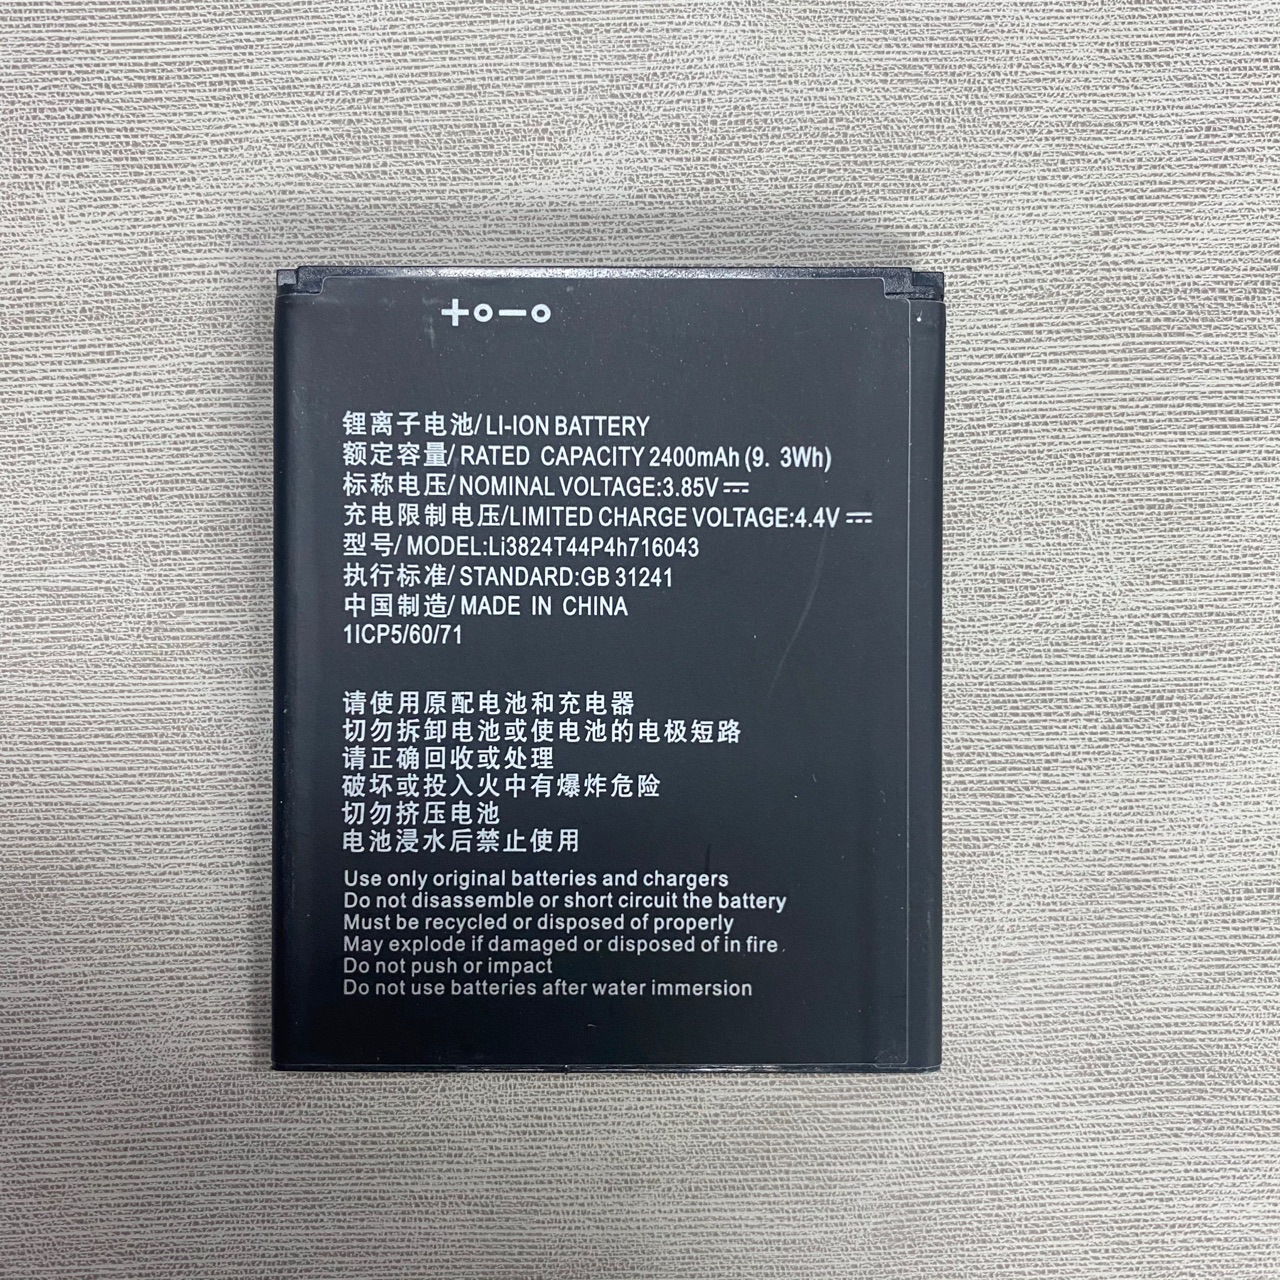 +○-○
锂离子电池/ LI-ION BATTERY
额定容量/ RATED CAPACITY 2400mAh (9. 3Wh)
标称电压/ NOMINAL VOLTAGE:3.85V⎓
充电限制电压/LIMITED CHARGE VOLTAGE:4.4V⎓
型号/ MODEL:Li3824T44P4h716043
执行标准/ STANDARD:GB 31241
中国制造/ MADE IN CHINA
1ICP5/60/71
请使用原配电池和充电器
切勿拆卸电池或使电池的电极短路
请正确回收或处理
破坏或投入火中有爆炸危险
切勿挤压电池
电池浸水后禁止使用
Use only original batteries and chargers
Do not disassemble or short circuit the battery
Must be recycled or disposed of properly
May explode if damaged or disposed of in fire.
Do not push or impact
Do not use batteries after water immersion